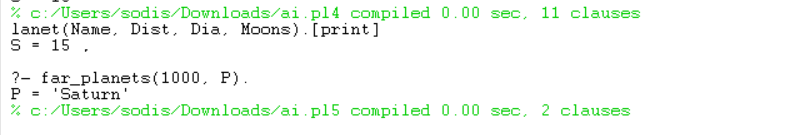 % c:/Users/sodis/Downloads/ai.pl4 compiled 0.00 sec, 11 clauses
lanet(Name, Dist, Dia, Moons).[print]
S = 15 .
?- far_planets(1000, P).
P = 'Saturn'
% c:/Users/sodis/Downloads/ai.pl5 compiled 0.00 sec, 2 clauses